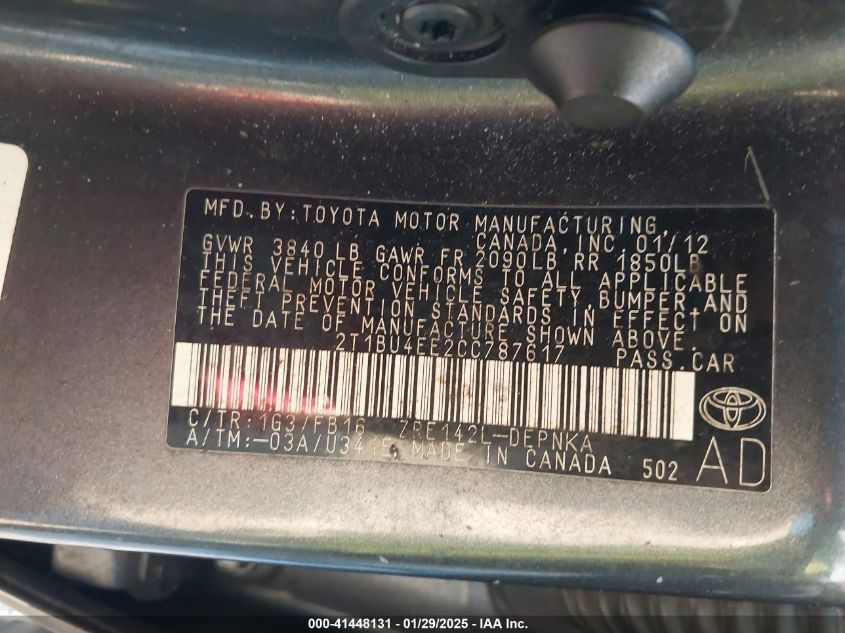 MFD. BY: TOYOTA MOTOR MANUFACTURING,
CANADA, INC. 01/12
GVWR 3840 LB GAWR FR 2090LB, RR 1850LB
THIS VEHICLE CONFORMS TO ALL APPLICABLE
FEDERAL MOTOR VEHICLE SAFETY, BUMPER, AND
THEFT PREVENTION STANDARDS IN EFFECT ON
THE DATE OF MANUFACTURE SHOWN ABOVE.
2T1BU4EE2CC787617 PASS. CAR
C/TR: 1G3/FB16 ZRE142L-DEPNKA
A/TM: -03A/U341E, MADE IN CANADA 502
AD
000-41448131 - 01/29/2025 - IAA Inc.